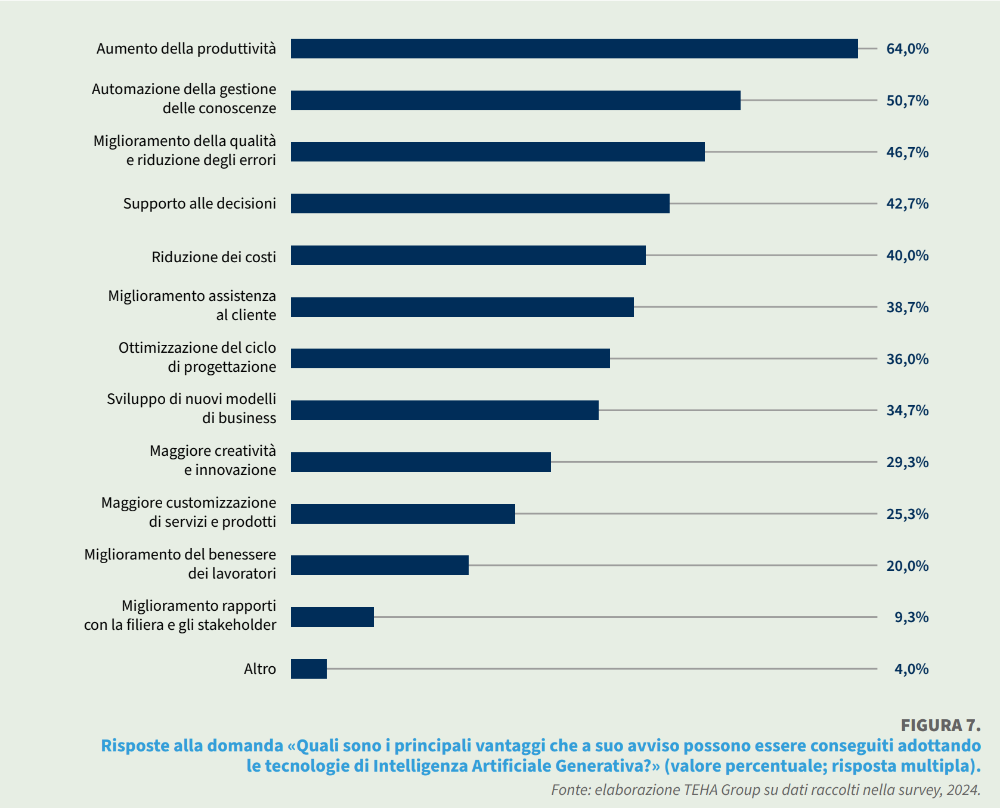 Aumento della produttività
64,0%
Automazione della gestione
delle conoscenze
50,7%
Miglioramento della qualità
e riduzione degli errori
46,7%
Supporto alle decisioni
42,7%
Riduzione dei costi
40,0%
Miglioramento assistenza
al cliente
38,7%
Ottimizzazione del ciclo
di progettazione
36,0%
Sviluppo di nuovi modelli
di business
34,7%
Maggiore creatività
e innovazione
29,3%
Maggiore customizzazione
di servizi e prodotti
25,3%
Miglioramento del benessere
dei lavoratori
20,0%
Miglioramento rapporti
con la filiera e gli stakeholder
9,3%
Altro
4,0%
FIGURA 7.
Risposte alla domanda «Quali sono i principali vantaggi che a suo avviso possono essere conseguiti adottando
le tecnologie di Intelligenza Artificiale Generativa?» (valore percentuale; risposta multipla).
Fonte: elaborazione TEHA Group su dati raccolti nella survey, 2024.